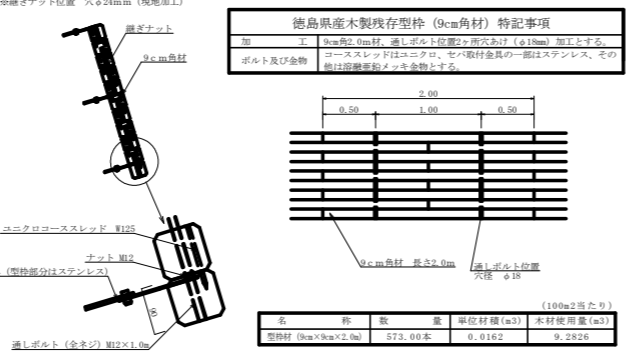 ※継ぎナット位置 穴φ24mm（現地加工）
継ぎナット
9cm角材
ユニクロコーススレッド W125
ナット M12
（型枠部分はステンレス）
90
通しボルト（全ネジ）M12×1.0m
徳島県産木製残存型枠（9cm角材）特記事項
加 工 9cm角2.0m材、通しボルト位置2ヶ所穴あけ（φ18mm）加工とする。
ボルト及び金物 コーススレッドはユニクロ、セパ取付金具の一部はステンレス、その
他は溶融亜鉛メッキ金物とする。
2.00
0.50 1.00 0.50
9cm角材 長さ2.0m
通しボルト位置
穴径 φ18
(100m2当たり)
名 称 数 量 単位材積(m3) 木材使用量(m3)
型枠材（9cm×9cm×2.0m） 573.00本 0.0162 9.2826